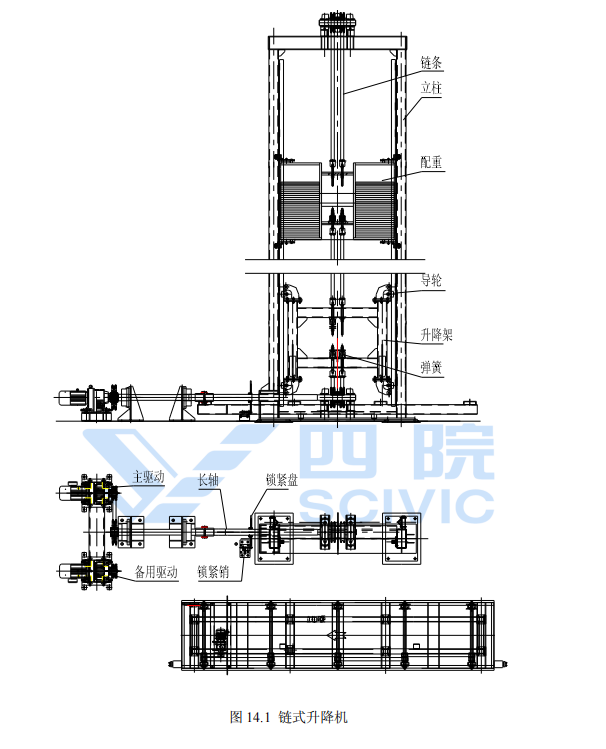 链条
立柱
配重
导轮
升降架
弹簧
四院
SCIVIC
主驱动
长轴
锁紧盘
备用驱动
锁紧销
图 14.1 链式升降机